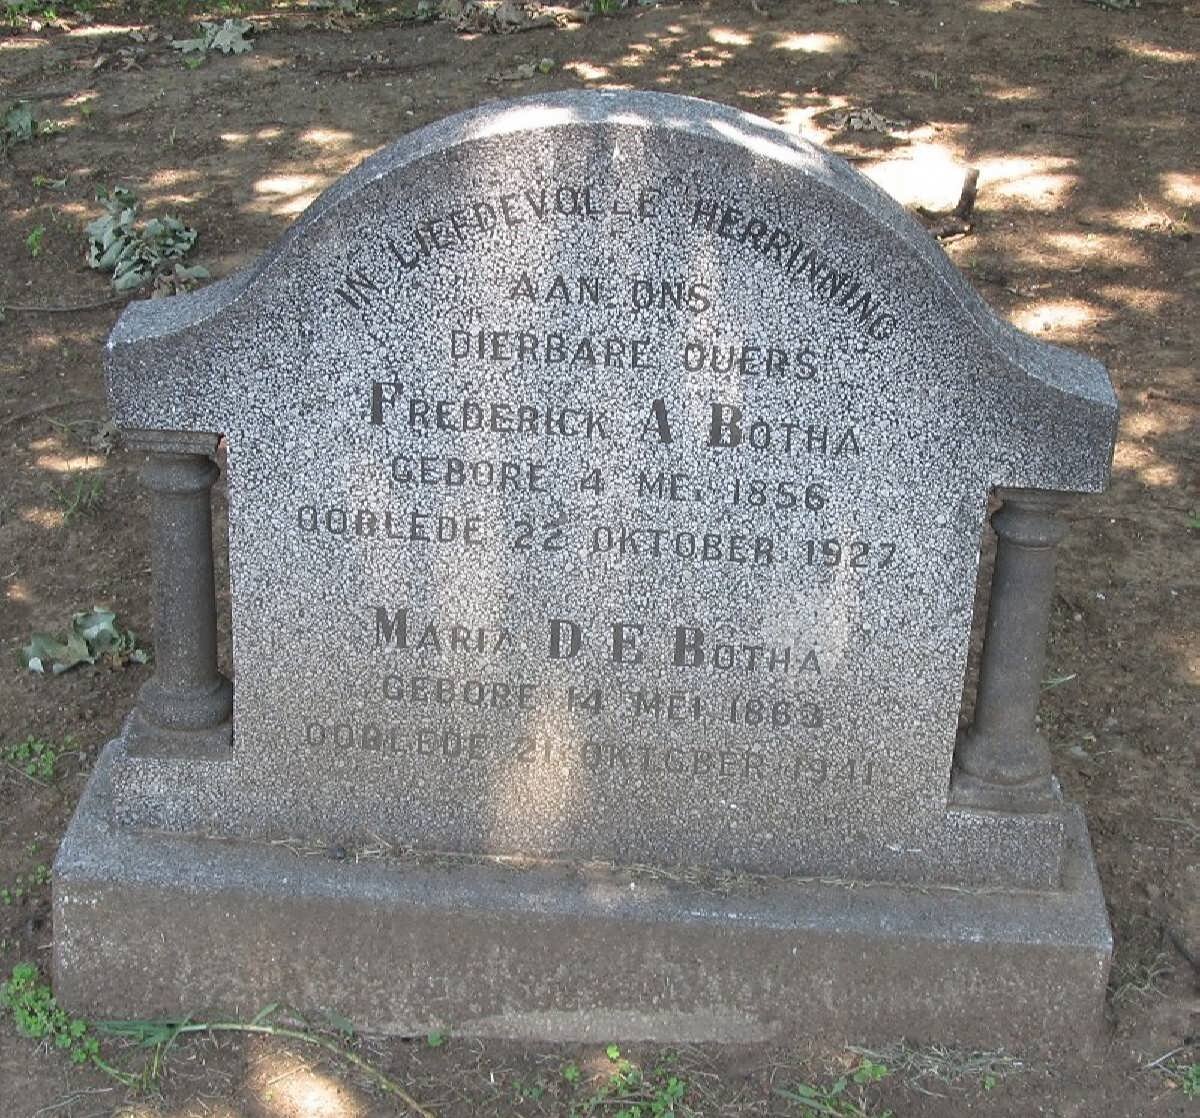 IN LIEFDEVOLLE HERRINNING
AAN ONS
DIERBARE OUERS
FREDERICK A BOTHA
GEBORE 4 MEI 1856
OORLEDE 22 OKTOBER 1927
MARIA D E BOTHA
GEBORE 14 MEI 1863
OORLEDE 21 OKTOBER 1941